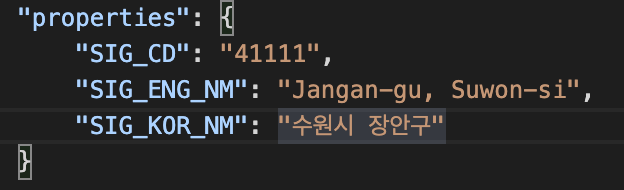 "properties": {
"SIG_CD": "41111",
"SIG_ENG_NM": "Jangan-gu, Suwon-si",
"SIG_KOR_NM": "수원시 장안구"
}